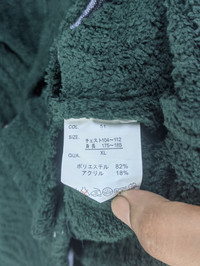 COL. 11
SIZE. チェスト104〜112
身長 175〜185
QUA. XL
ポリエステル 82%
アクリル 18%